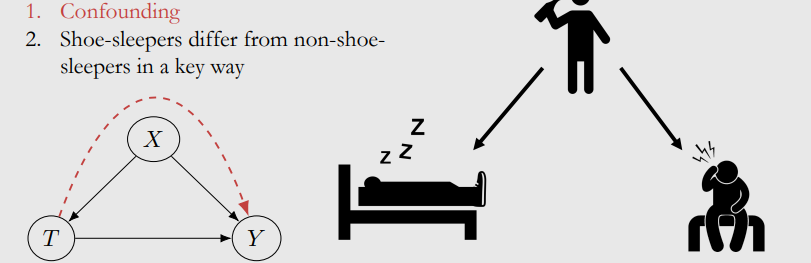 1. Confounding
2. Shoe-sleepers differ from non-shoe-
sleepers in a key way
Z
z Z
X
T
Y